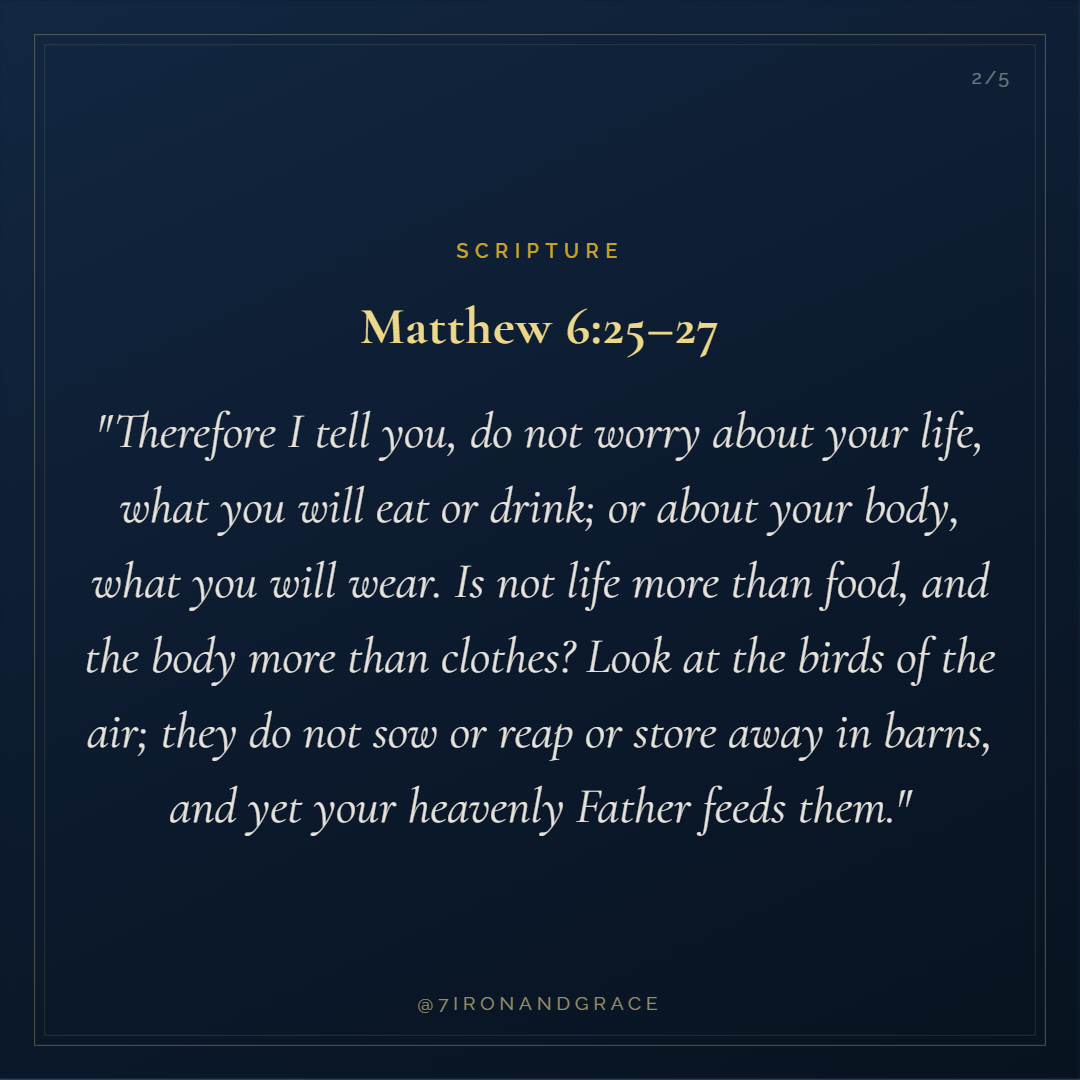 2/5
SCRIPTURE
Matthew 6:25–27
"Therefore I tell you, do not worry about your life,
what you will eat or drink; or about your body,
what you will wear. Is not life more than food, and
the body more than clothes? Look at the birds of the
air; they do not sow or reap or store away in barns,
and yet your heavenly Father feeds them."
@7IRONANDGRACE